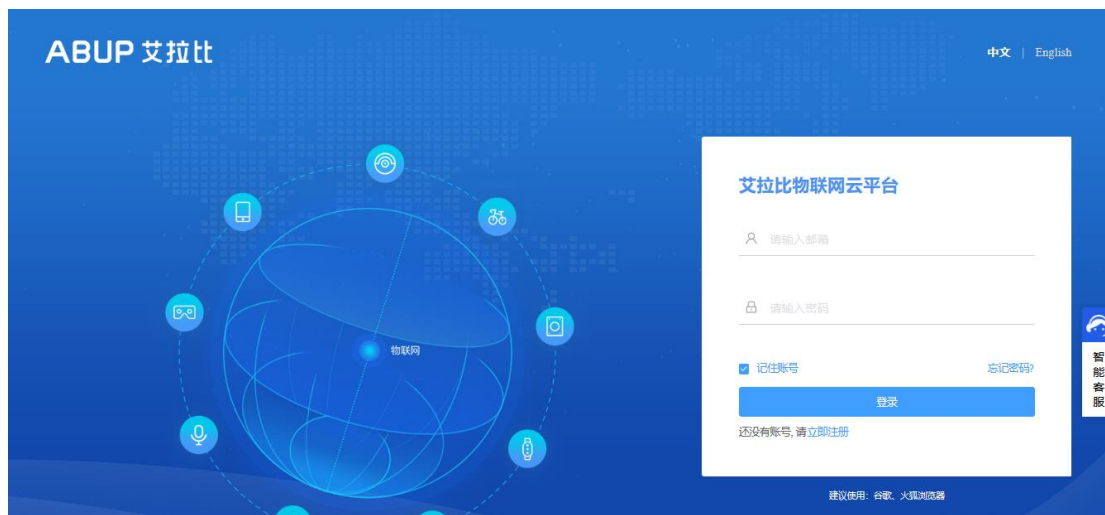 ABUP 艾拉比
中文 | English
艾拉比物联网云平台
请输入邮箱
物联网
请输入密码
记住账号
忘记密码?
登录
还没有账号, 请立即注册
智能客服
建议使用：谷歌、火狐浏览器